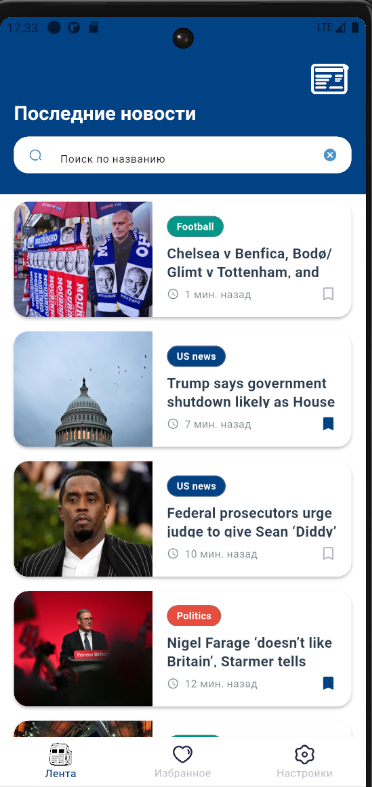 17:33
LTE
Последние новости
Поиск по названию
Football
Chelsea v Benfica, Bodø/
Glimt v Tottenham, and
1 мин. назад
US news
Trump says government
shutdown likely as House
7 мин. назад
US news
Federal prosecutors urge
judge to give Sean ‘Diddy’
10 мин. назад
Politics
Nigel Farage ‘doesn’t like
Britain’, Starmer tells
12 мин. назад
Лента
Избранное
Настройки